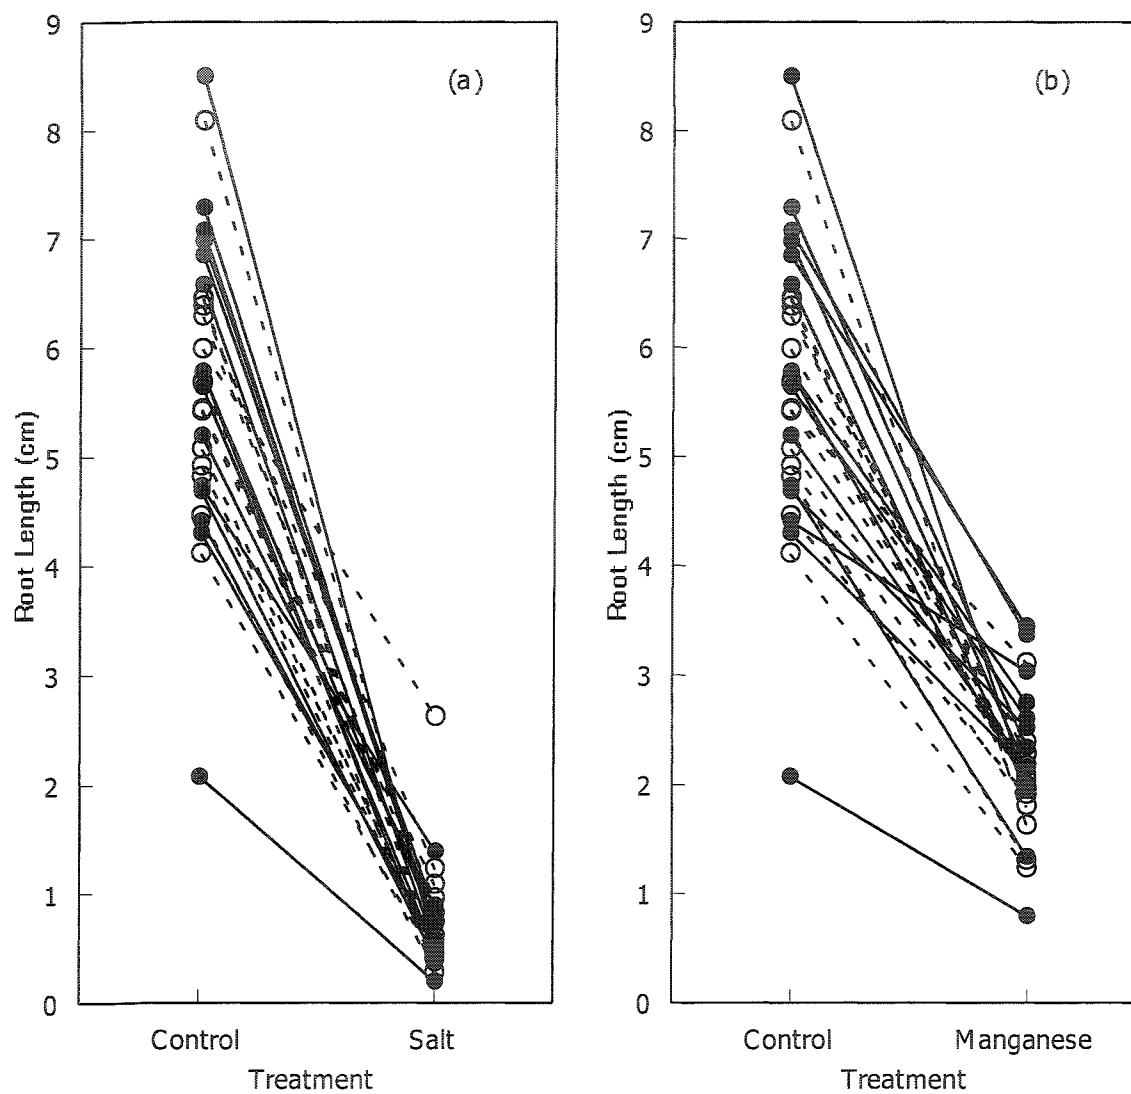 (a)
9
8
7
6
5
4
3
2
1
0
Root Length (cm)
Control
Salt
Treatment
(b)
9
8
7
6
5
4
3
2
1
0
Root Length (cm)
Control
Manganese
Treatment